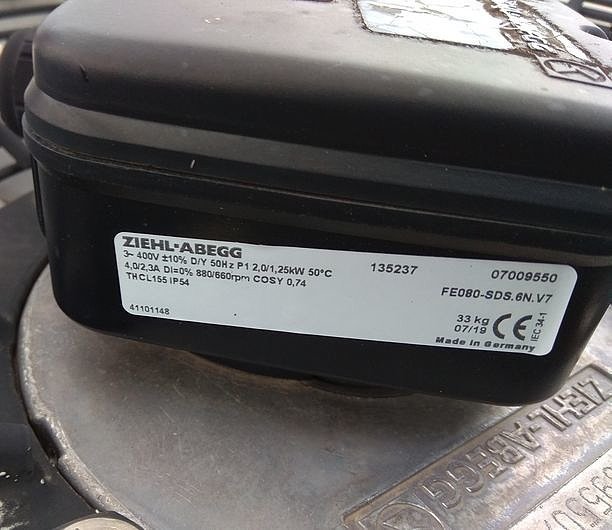 ZIEHL-ABEGG
3~ 400V ±10% D/Y 50Hz P1 2,0/1,25kW 50°C
4,0/2,3A DI=0% 880/660rpm COSY 0,74
THCL155 IP54
41101148
135237
07009550
FE080-SDS.6N.V7
33 kg
07/19
CE
IEC 34-1
Made in Germany
ZIEHL-ABEGG